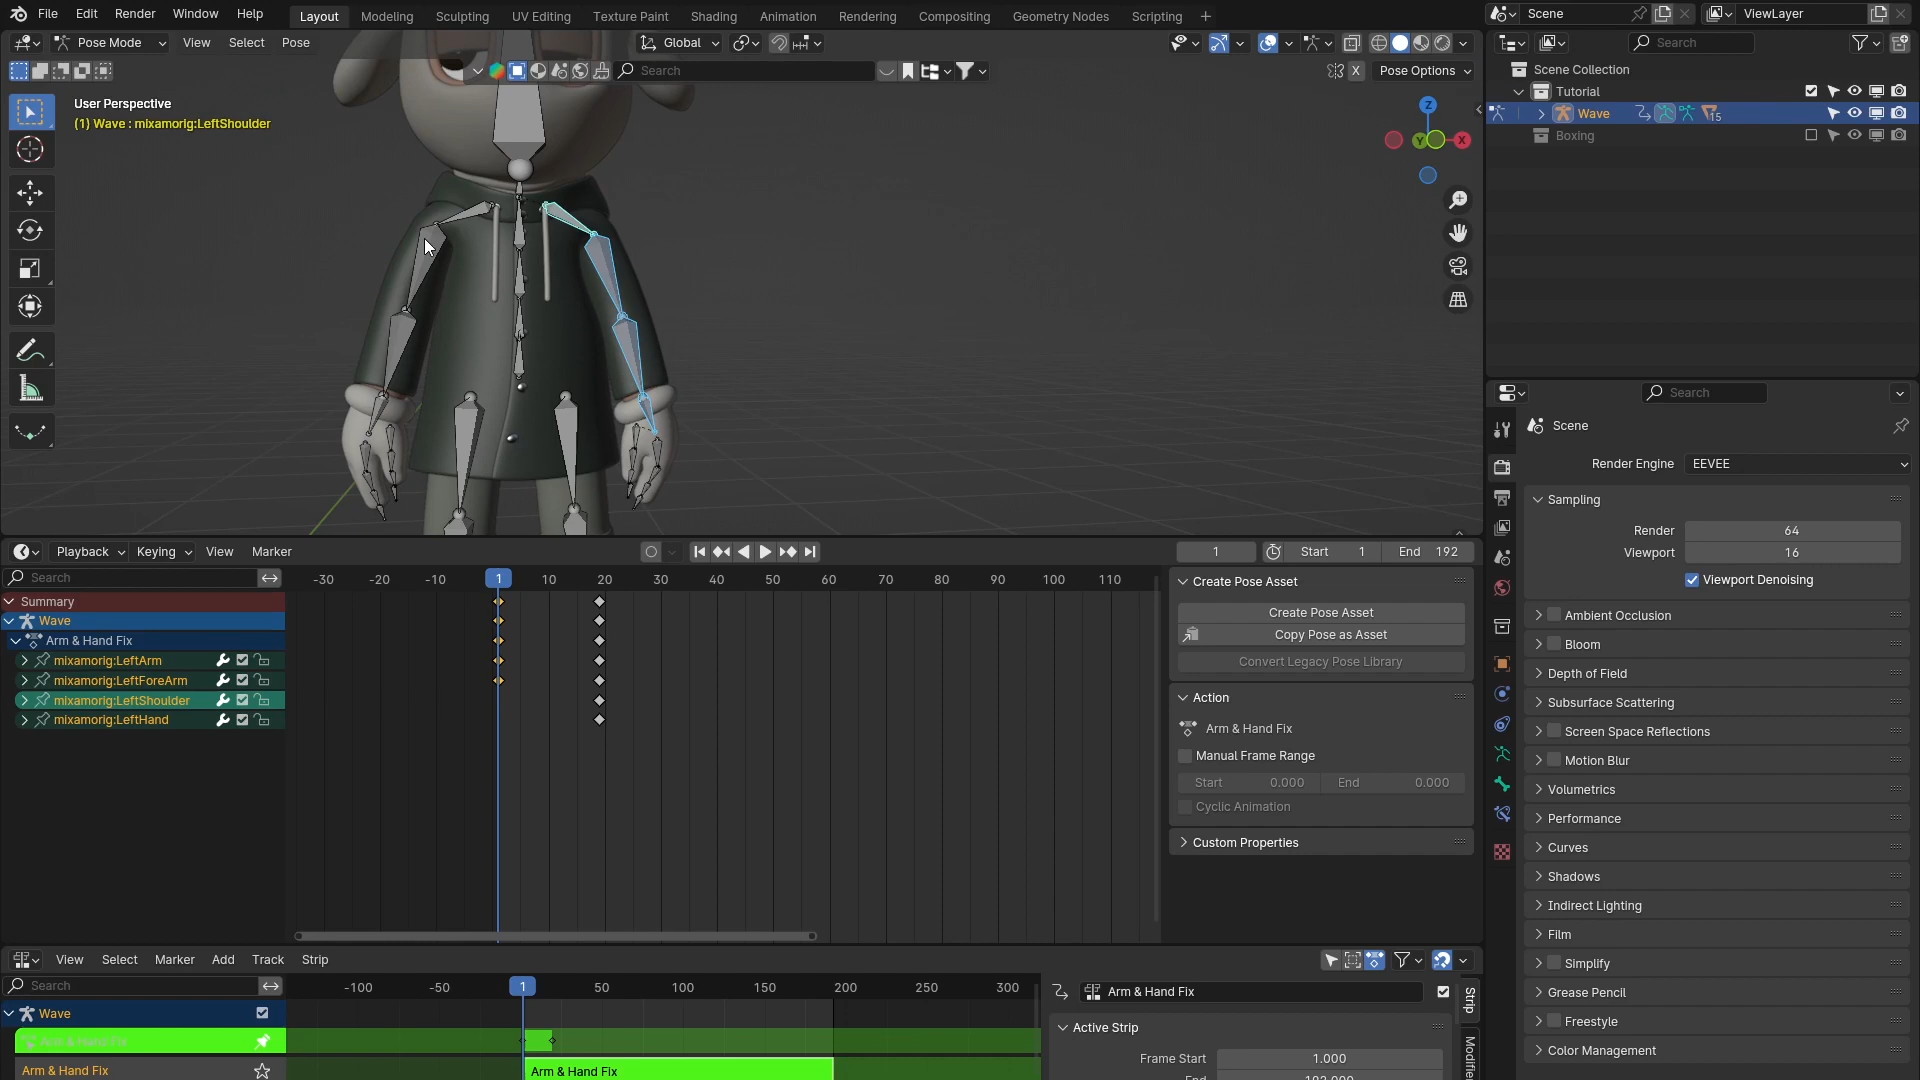 File Edit Render Window Help Layout Modeling Sculpting UV Editing Texture Paint Shading Animation Rendering Compositing Geometry Nodes Scripting + Scene ViewLayer
Pose Mode View Select Pose Global Search
Search X Pose Options
User Perspective
(1) Wave : mixamorig:LeftShoulder
Z
Y X
Scene Collection
Tutorial
Wave 15
Boxing
Search
Scene
Render Engine EEVEE
Sampling
Render 64
Viewport 16
Viewport Denoising
Ambient Occlusion
Bloom
Depth of Field
Subsurface Scattering
Screen Space Reflections
Motion Blur
Volumetrics
Performance
Curves
Shadows
Indirect Lighting
Film
Simplify
Grease Pencil
Freestyle
Color Management
Playback Keying View Marker 1 Start 1 End 192
Search -30 -20 -10 1 10 20 30 40 50 60 70 80 90 100 110
Summary
Wave
Arm & Hand Fix
mixamorig:LeftArm
mixamorig:LeftForeArm
mixamorig:LeftShoulder
mixamorig:LeftHand
Create Pose Asset
Create Pose Asset
Copy Pose as Asset
Convert Legacy Pose Library
Action
Arm & Hand Fix
Manual Frame Range
Start 0.000 End 0.000
Cyclic Animation
Custom Properties
View Select Marker Add Track Strip
Search -100 -50 1 50 100 150 200 250 300
Wave
Arm & Hand Fix
Arm & Hand Fix Arm & Hand Fix
Arm & Hand Fix
Active Strip
Frame Start 1.000
Strip